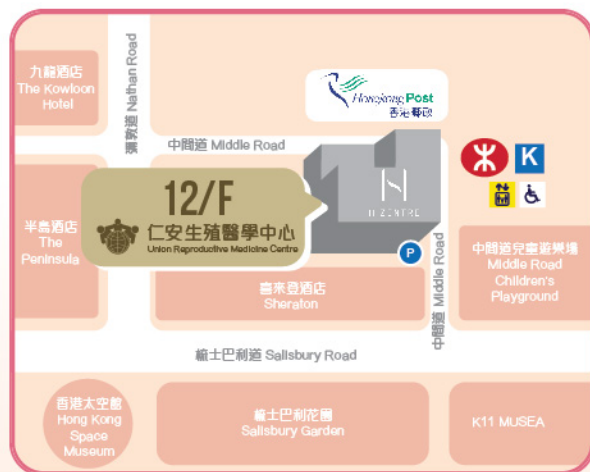 九龍酒店
The Kowloon
Hotel
彌敦道 Nathan Road
Hongkong Post
香港郵政
中間道 Middle Road
K
12/F
仁安生殖醫學中心
Union Reproductive Medicine Centre
H ZENTRE
半島酒店
The
Peninsula
P
中間道 Middle Road
中間道兒童遊樂場
Middle Road
Children's
Playground
喜來登酒店
Sheraton
梳士巴利道 Salisbury Road
香港太空館
Hong Kong
Space
Museum
梳士巴利花園
Salisbury Garden
K11 MUSEA